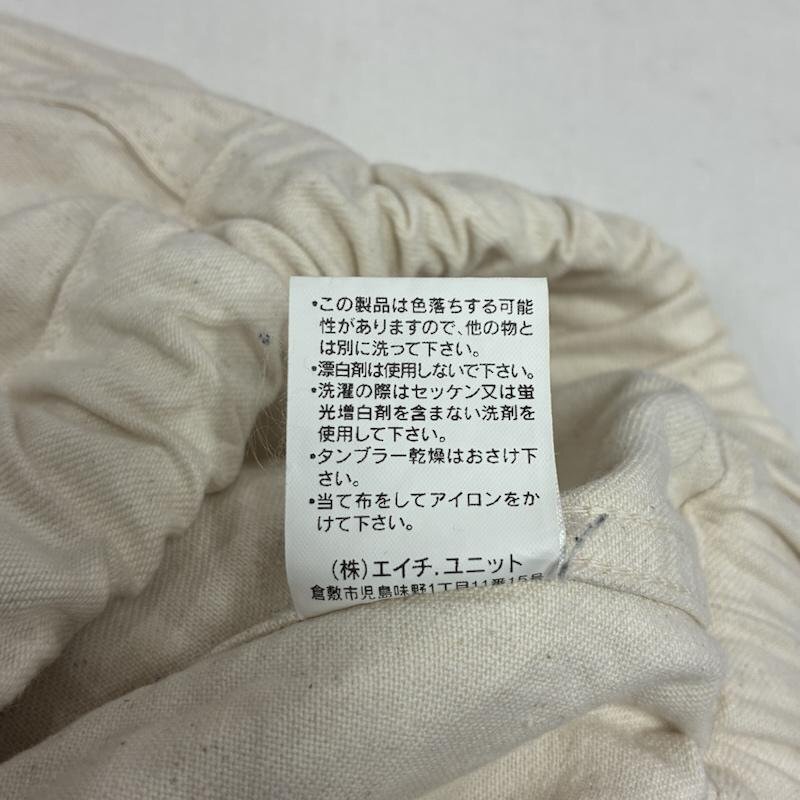 ・この製品は色落ちする可能
性がありますので、他の物と
は別に洗って下さい。
・漂白剤は使用しないで下さい。
・洗濯の際はセッケン又は蛍
光増白剤を含まない洗剤を
使用して下さい。
・タンブラー乾燥はおさけ下
さい。
・当て布をしてアイロンをか
けて下さい。
(株)エイチ.ユニット
倉敷市児島味野1丁目11番15号